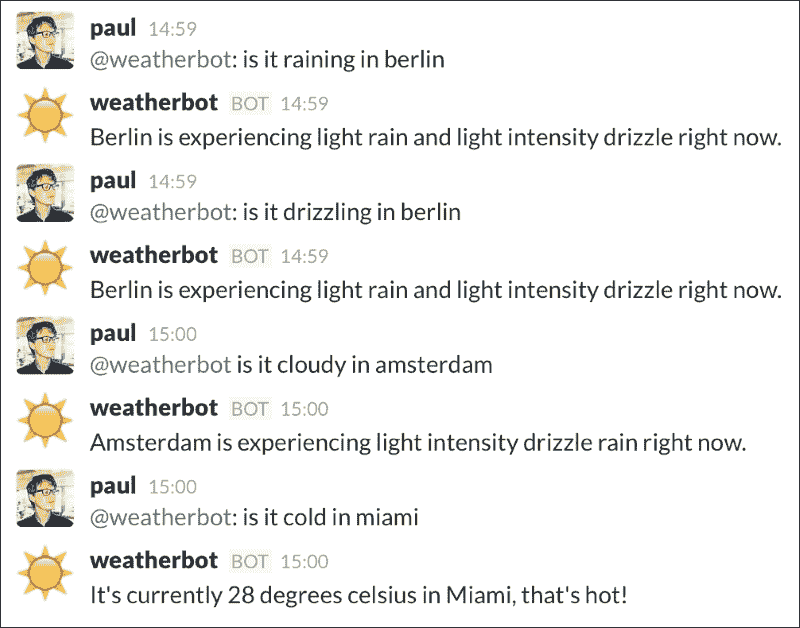 paul 14:59
@weatherbot: is it raining in berlin
weatherbot BOT 14:59
Berlin is experiencing light rain and light intensity drizzle right now.
paul 14:59
@weatherbot: is it drizzling in berlin
weatherbot BOT 14:59
Berlin is experiencing light rain and light intensity drizzle right now.
paul 15:00
@weatherbot is it cloudy in amsterdam
weatherbot BOT 15:00
Amsterdam is experiencing light intensity drizzle rain right now.
paul 15:00
@weatherbot: is it cold in miami
weatherbot BOT 15:00
It's currently 28 degrees celsius in Miami, that's hot!